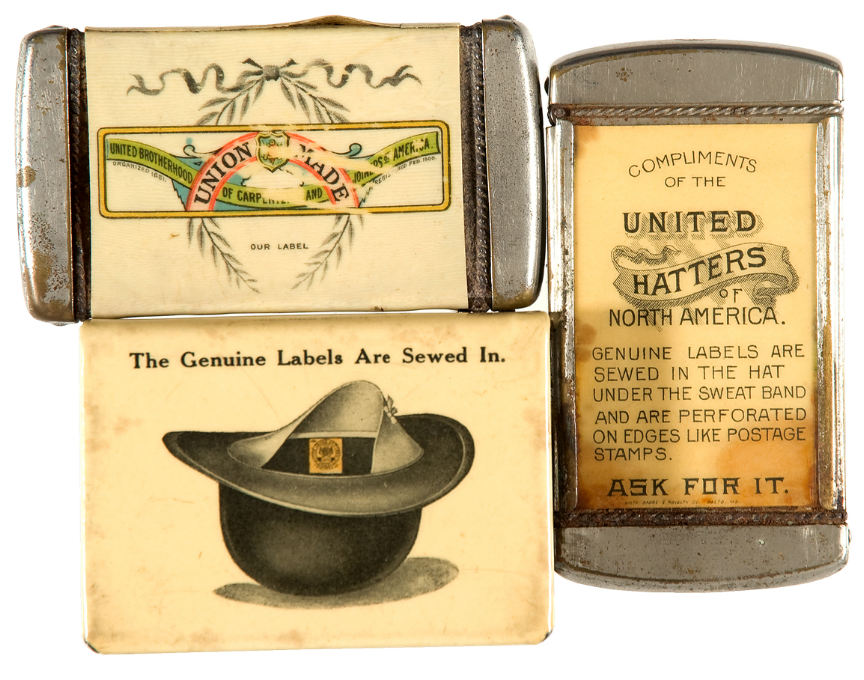 UNITED BROTHERHOOD
ORGANIZED 1881.
OF CARPENTE AND
JOINERS OF AMERICA.
UNION MADE
OUR LABEL
The Genuine Labels Are Sewed In.
COMPLIMENTS
OF THE
UNITED
HATTERS
OF
NORTH AMERICA.
GENUINE LABELS ARE
SEWED IN THE HAT
UNDER THE SWEAT BAND
AND ARE PERFORATED
ON EDGES LIKE POSTAGE
STAMPS.
ASK FOR IT.